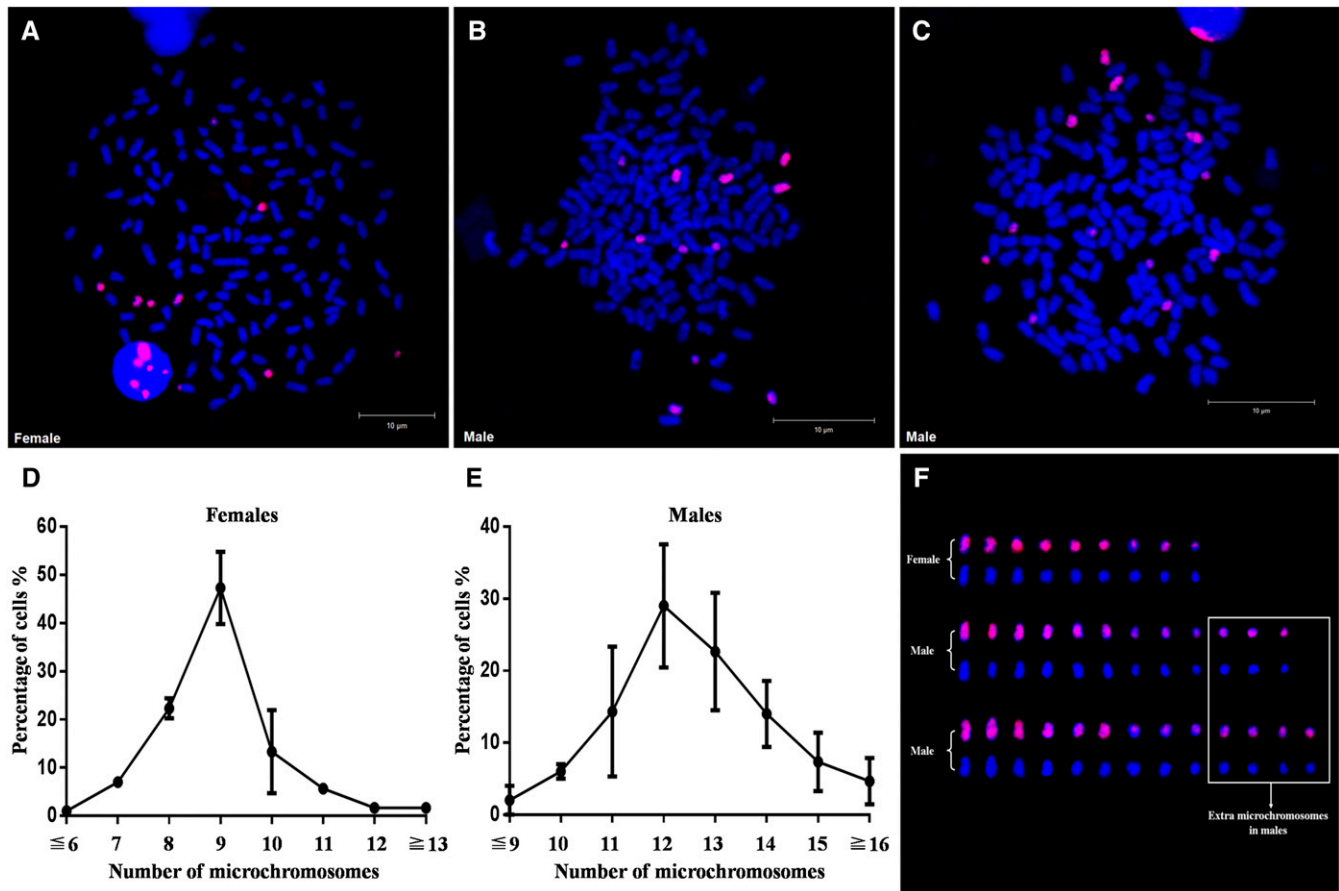 A
B
C
Female
10 µm
Male
10 µm
Male
10 µm
D
Females
Percentage of cells %
60
50
40
30
20
10
0
≦6 7 8 9 10 11 12 ≧13
Number of microchromosomes
E
Males
Percentage of cells %
40
30
20
10
0
≦9 10 11 12 13 14 15 ≧16
Number of microchromosomes
F
Female
Male
Male
Extra microchromosomes
in males